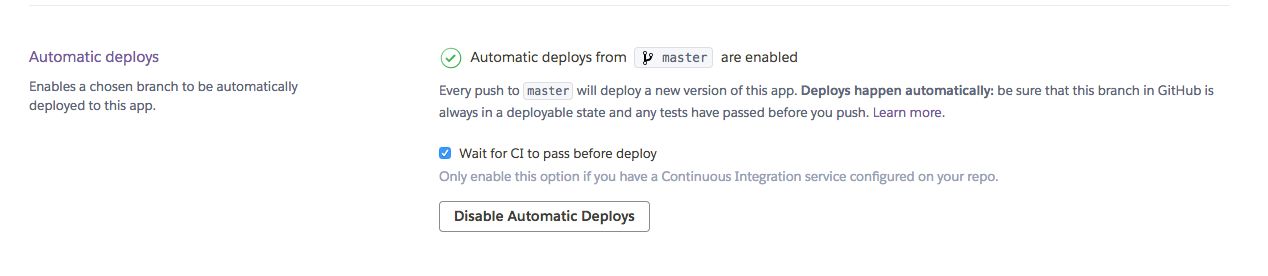 Automatic deploys
Enables a chosen branch to be automatically
deployed to this app.
Automatic deploys from master are enabled
Every push to master will deploy a new version of this app. Deploys happen automatically: be sure that this branch in GitHub is
always in a deployable state and any tests have passed before you push. Learn more.
Wait for CI to pass before deploy
Only enable this option if you have a Continuous Integration service configured on your repo.
Disable Automatic Deploys